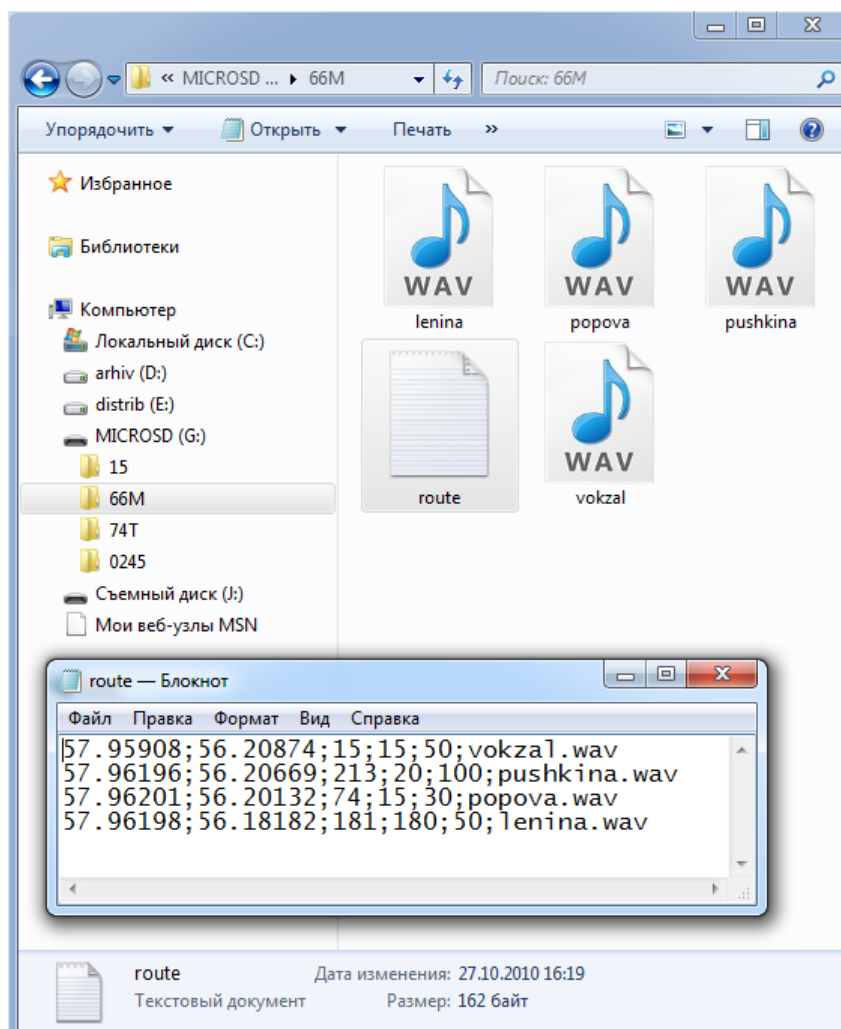 « MICROSD ... ▸ 66M
Поиск: 66M
Упорядочить
Открыть
Печать
»
Избранное
Библиотеки
Компьютер
Локальный диск (C:)
arhiv (D:)
distrib (E:)
MICROSD (G:)
15
66M
74T
0245
Съемный диск (J:)
Мои веб-узлы MSN
WAV WAV WAV
lenina popova pushkina
WAV
route vokzal
route — Блокнот
Файл Правка Формат Вид Справка
57.95908;56.20874;15;15;50;vokzal.wav
57.96196;56.20669;213;20;100;pushkina.wav
57.96201;56.20132;74;15;30;popova.wav
57.96198;56.18182;181;180;50;lenina.wav
route Дата изменения: 27.10.2010 16:19
Текстовый документ Размер: 162 байт